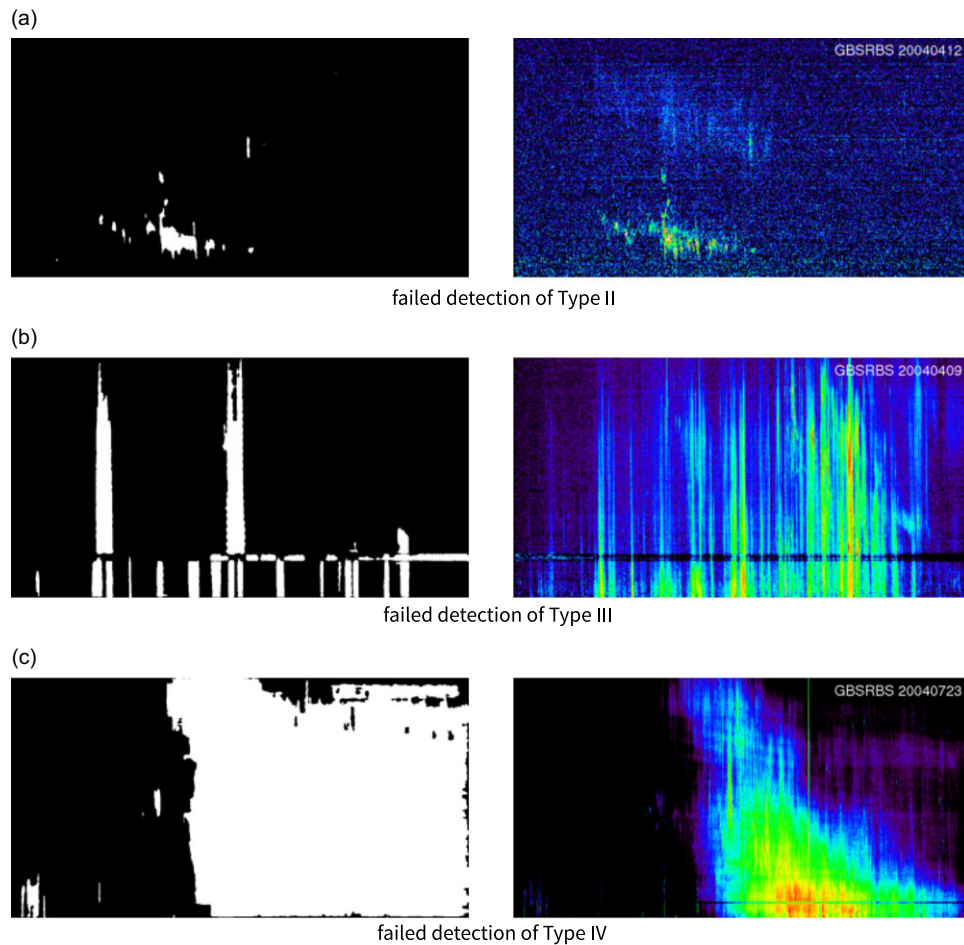 (a)
GBSRBS 20040412
failed detection of Type II
(b)
GBSRBS 20040409
failed detection of Type III
(c)
GBSRBS 20040723
failed detection of Type IV